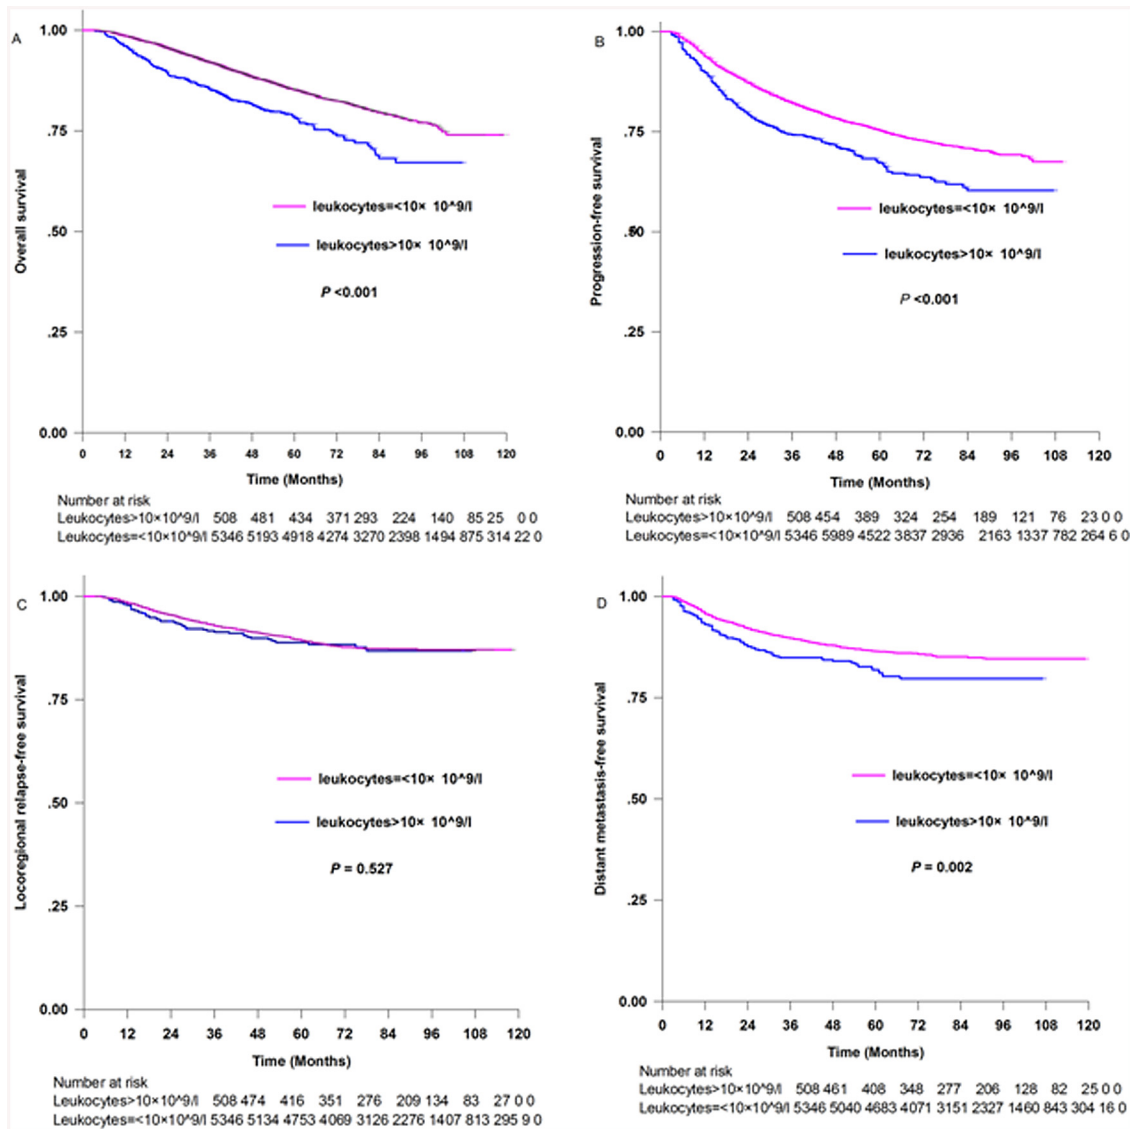 A
1.00
.75
.50
.25
0.00
Overall survival
leukocytes=<10× 10^9/l
leukocytes>10× 10^9/l
P <0.001
0 12 24 36 48 60 72 84 96 108 120
Time (Months)
Number at risk
Leukocytes>10×10^9/l 508 481 434 371 293 224 140 85 25 0 0
Leukocytes=<10×10^9/l 5346 5193 4918 4274 3270 2398 1494 875 314 22 0
B
1.00
.75
.50
.25
0.00
Progression-free survival
leukocytes=<10× 10^9/l
leukocytes>10× 10^9/l
P <0.001
0 12 24 36 48 60 72 84 96 108 120
Time (Months)
Number at risk
Leukocytes>10×10^9/l 508 454 389 324 254 189 121 76 23 0 0
Leukocytes=<10×10^9/l 5346 5989 4522 3837 2936 2163 1337 782 264 6 0
C
1.00
.75
.50
.25
0.00
Locoregional relapse-free survival
leukocytes=<10× 10^9/l
leukocytes>10× 10^9/l
P = 0.527
0 12 24 36 48 60 72 84 96 108 120
Time (Months)
Number at risk
Leukocytes>10×10^9/l 508 474 416 351 276 209 134 83 27 0 0
Leukocytes=<10×10^9/l 5346 5134 4753 4069 3126 2276 1407 813 295 9 0
D
1.00
.75
.50
.25
0.00
Distant metastasis-free survival
leukocytes=<10× 10^9/l
leukocytes>10× 10^9/l
P = 0.002
0 12 24 36 48 60 72 84 96 108 120
Time (Months)
Number at risk
Leukocytes>10×10^9/l 508 461 408 348 277 206 128 82 25 0 0
Leukocytes=<10×10^9/l 5346 5040 4683 4071 3151 2327 1460 843 304 16 0